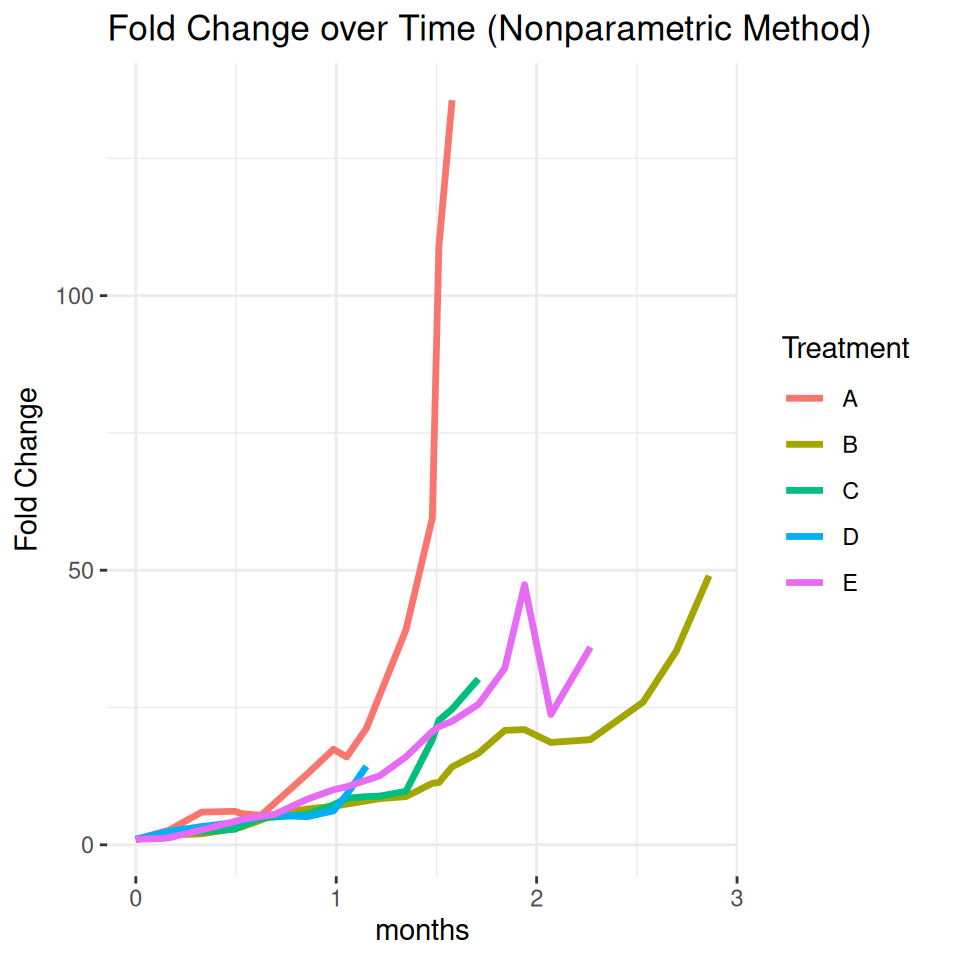 Fold Change over Time (Nonparametric Method)
Fold Change
100
50
0
0 1 2 3
months
Treatment
A
B
C
D
E